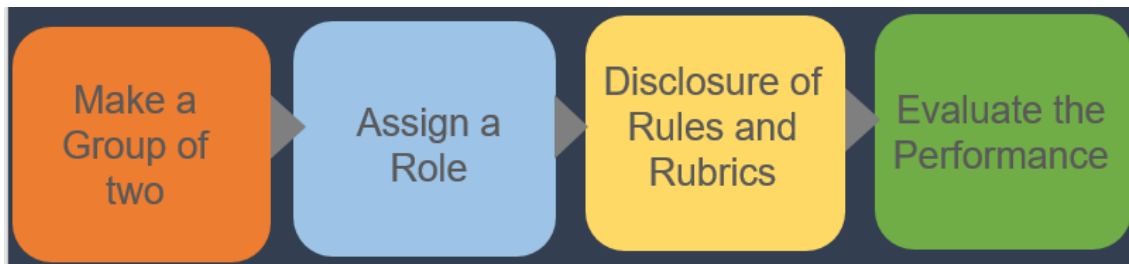 Make a
Group of
two
Assign a
Role
Disclosure of
Rules and
Rubrics
Evaluate the
Performance